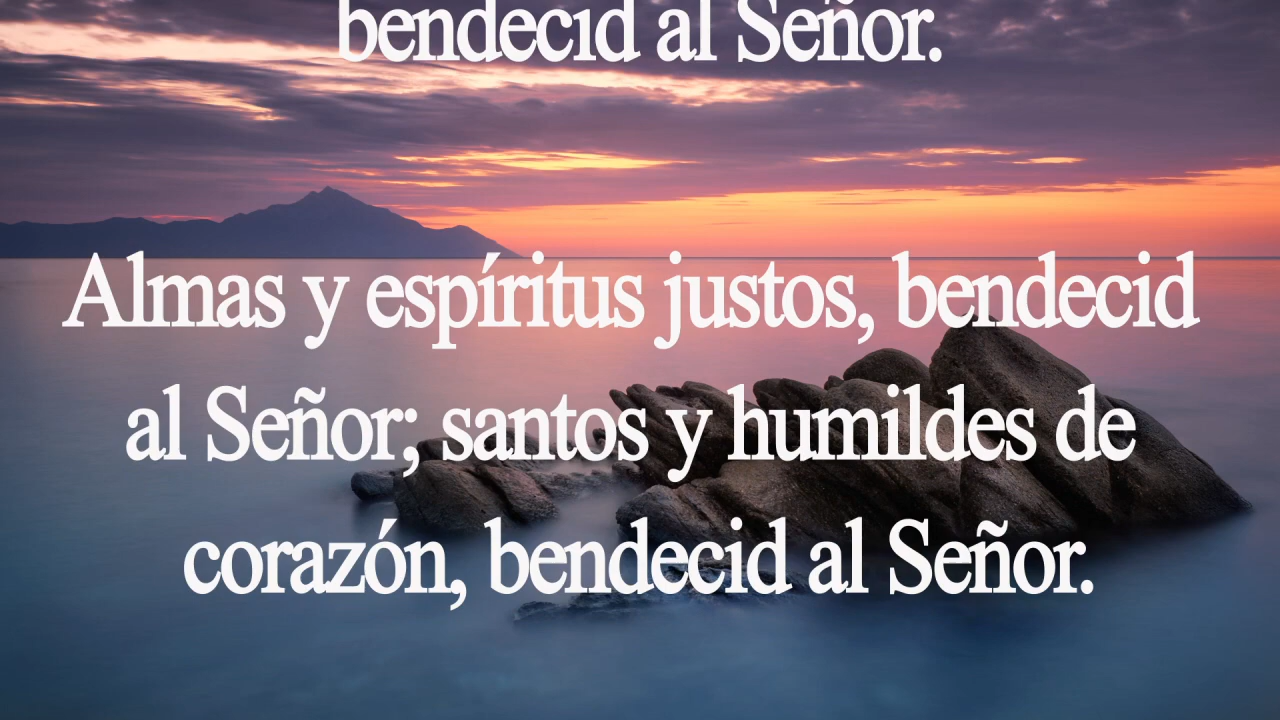 bendecid al Señor.
Almas y espíritus justos, bendecid
al Señor; santos y humildes de
corazón, bendecid al Señor.